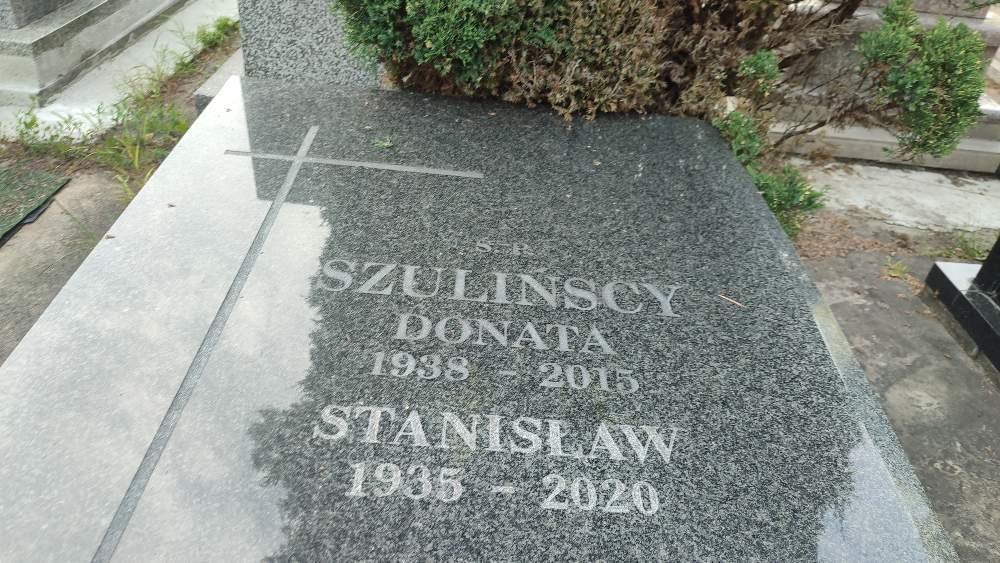 Ś.P.
SZULIŃSCY
DONATA
1938 - 2015
STANISŁAW
1935 - 2020